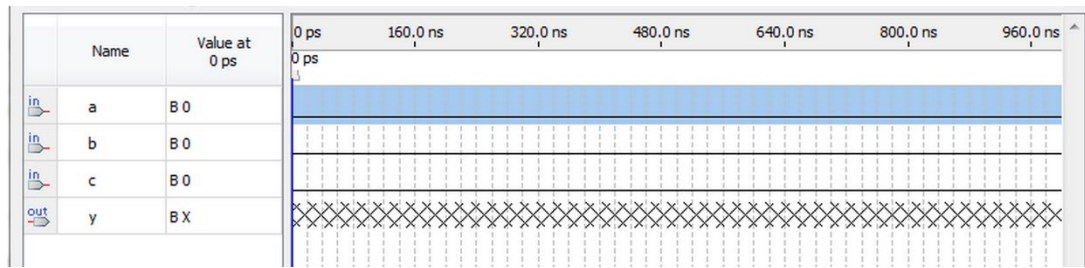 Name Value at 0 ps
0 ps 160.0 ns 320.0 ns 480.0 ns 640.0 ns 800.0 ns 960.0 ns
0 ps
in a B 0
in b B 0
in c B 0
out y B X